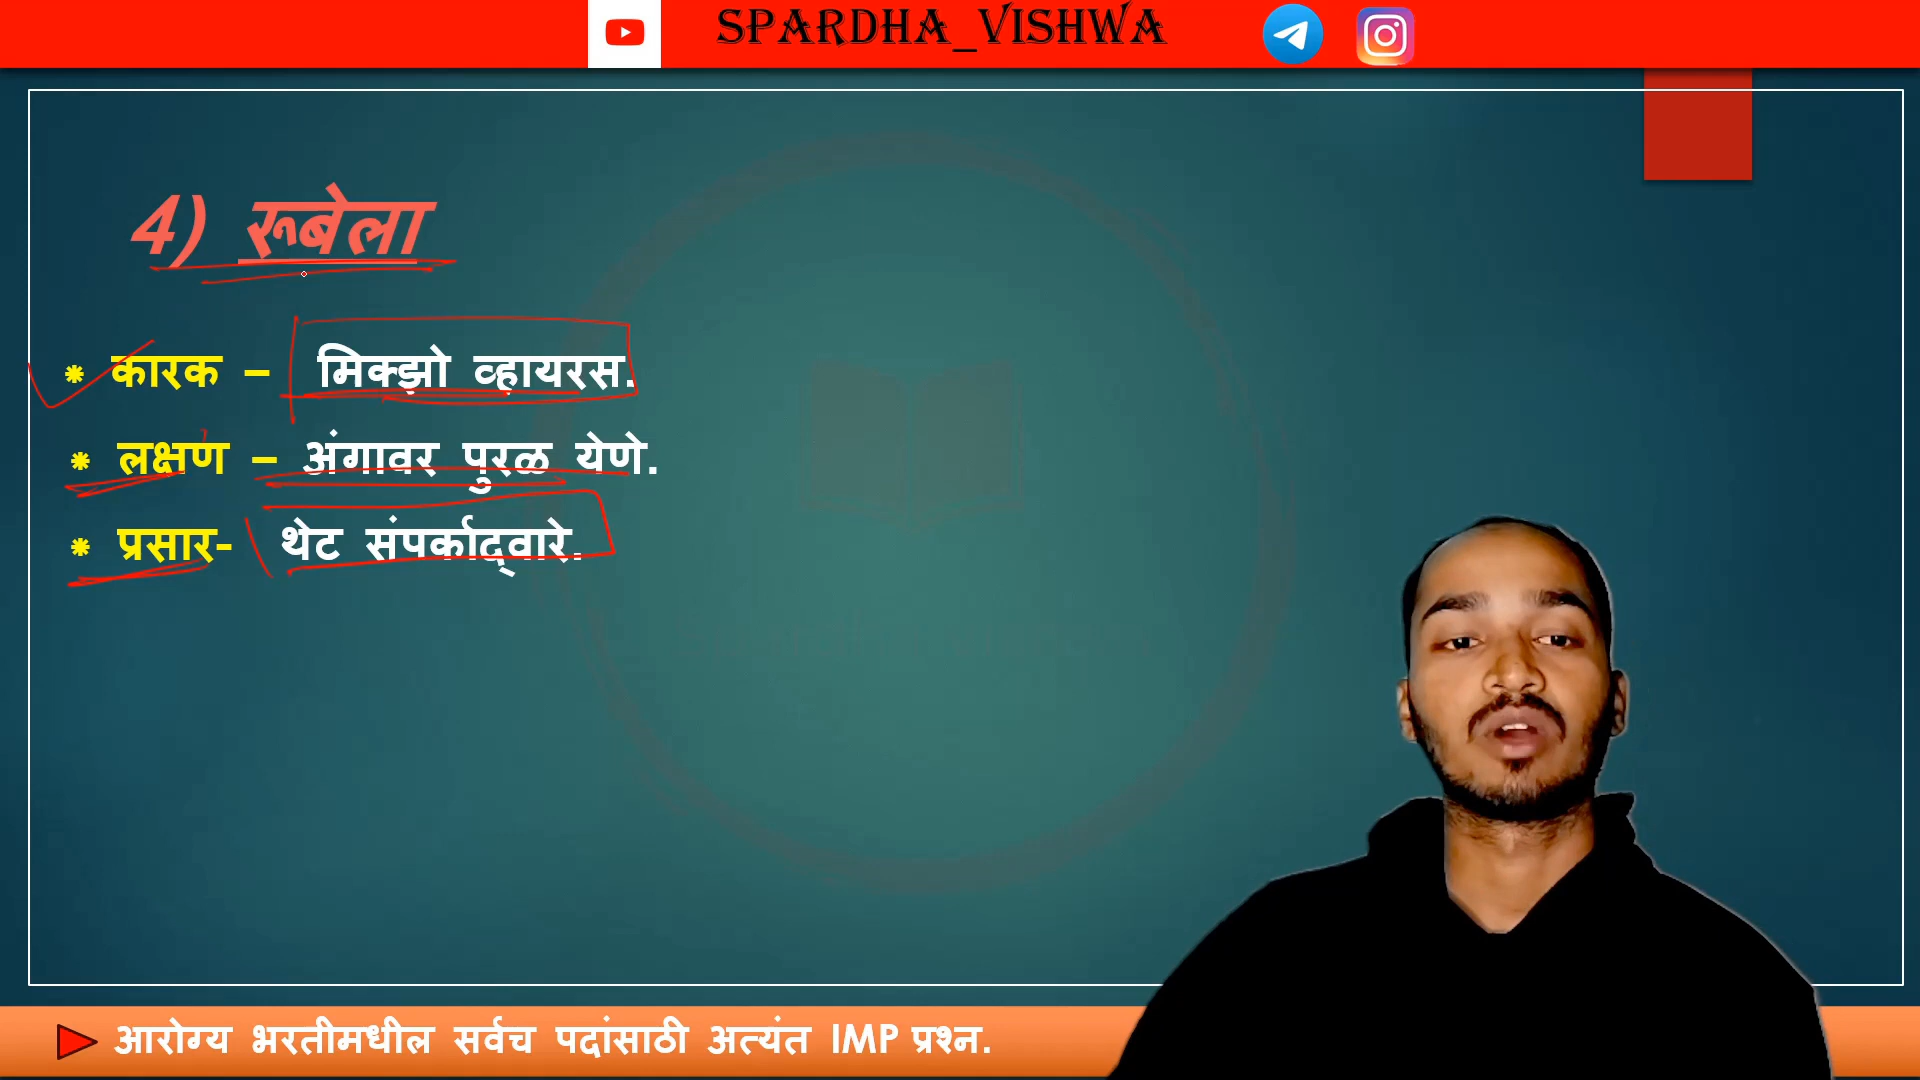 SPARDHA_VISHWA
4) रूबेला
* कारक – मिक्झो व्हायरस.
* लक्षण – अंगावर पुरळ येणे.
* प्रसार- थेट संपर्काद्वारे.
आरोग्य भरतीमधील सर्वच पदांसाठी अत्यंत IMP प्रश्न.